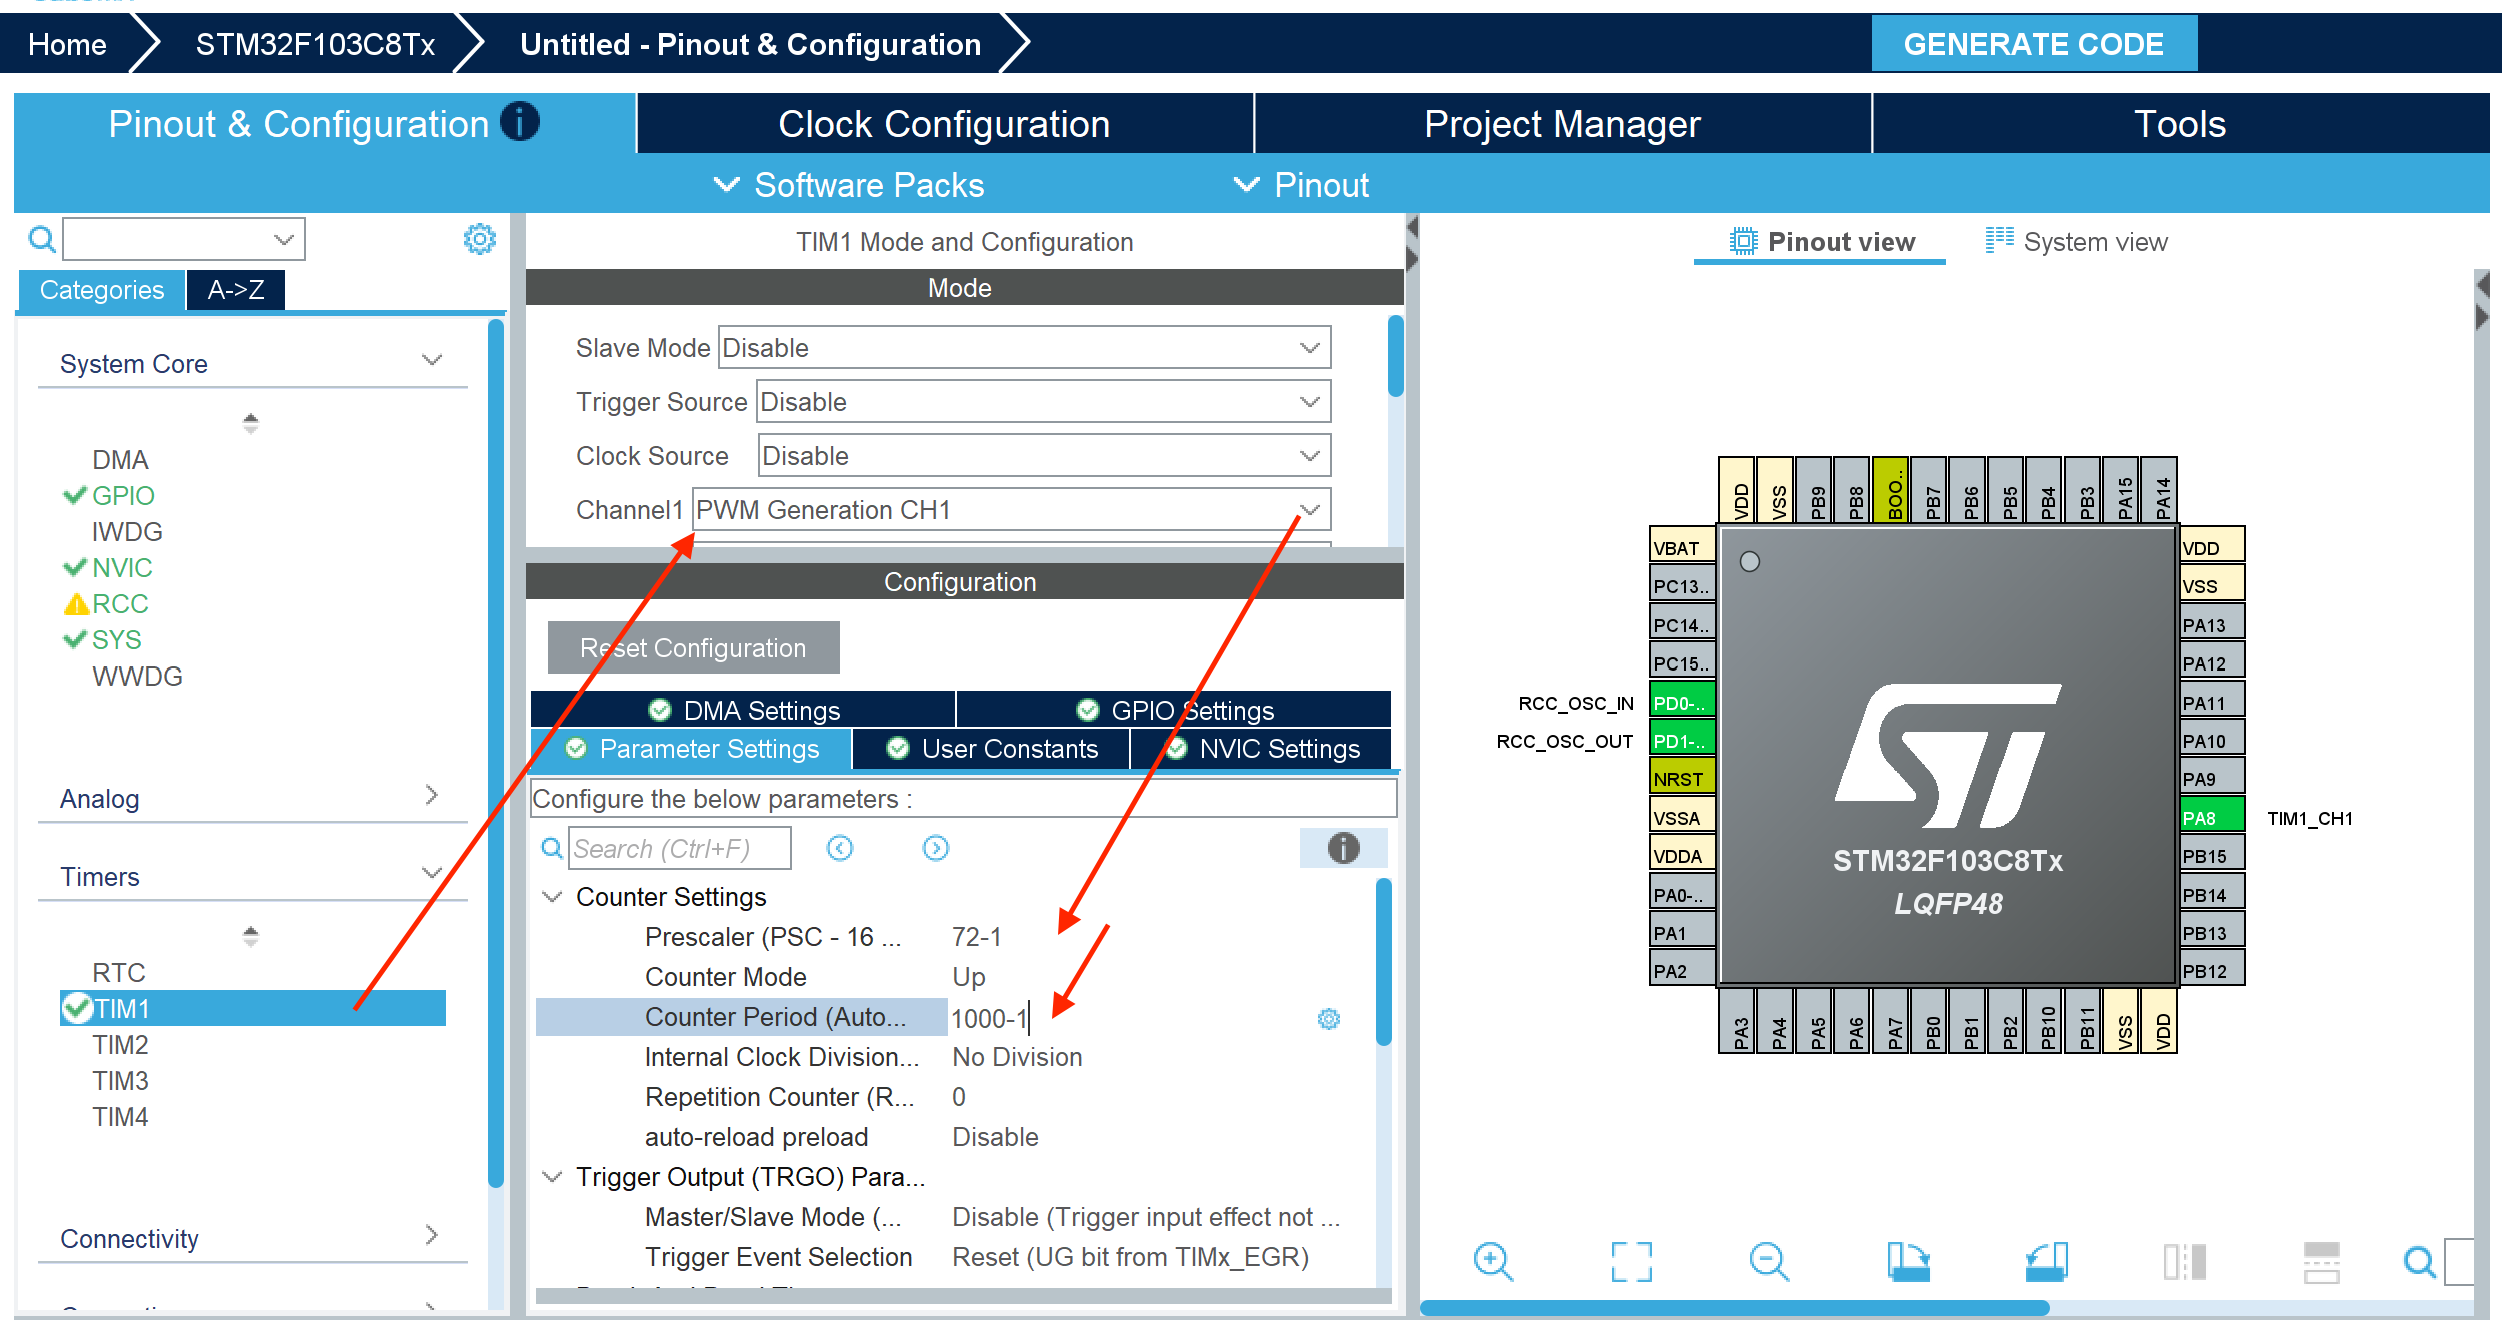 Home STM32F103C8Tx Untitled - Pinout & Configuration GENERATE CODE
Pinout & Configuration Clock Configuration Project Manager Tools
Software Packs Pinout
Categories A->Z
System Core
DMA
GPIO
IWDG
NVIC
RCC
SYS
WWDG
Analog
Timers
RTC
TIM1
TIM2
TIM3
TIM4
Connectivity
TIM1 Mode and Configuration
Mode
Slave Mode Disable
Trigger Source Disable
Clock Source Disable
Channel1 PWM Generation CH1
Configuration
Reset Configuration
DMA Settings GPIO Settings
Parameter Settings User Constants NVIC Settings
Configure the below parameters :
Search (Ctrl+F)
Counter Settings
Prescaler (PSC - 16 ... 72-1
Counter Mode Up
Counter Period (Auto... 1000-1
Internal Clock Division... No Division
Repetition Counter (R... 0
auto-reload preload Disable
Trigger Output (TRGO) Para...
Master/Slave Mode (... Disable (Trigger input effect not ...
Trigger Event Selection Reset (UG bit from TIMx_EGR)
Pinout view System view
VDD VSS PB9 PB8 BOO.. PB7 PB6 PB5 PB4 PB3 PA15 PA14
VBAT VDD
PC13.. VSS
PC14.. PA13
PC15.. PA12
RCC_OSC_IN PD0-.. PA11
RCC_OSC_OUT PD1-.. PA10
NRST PA9
VSSA PA8 TIM1_CH1
VDDA PB15
PA0-.. PB14
PA1 PB13
PA2 PB12
STM32F103C8Tx
LQFP48
PA3 PA4 PA5 PA6 PA7 PB0 PB1 PB2 PB10 PB11 VSS VDD